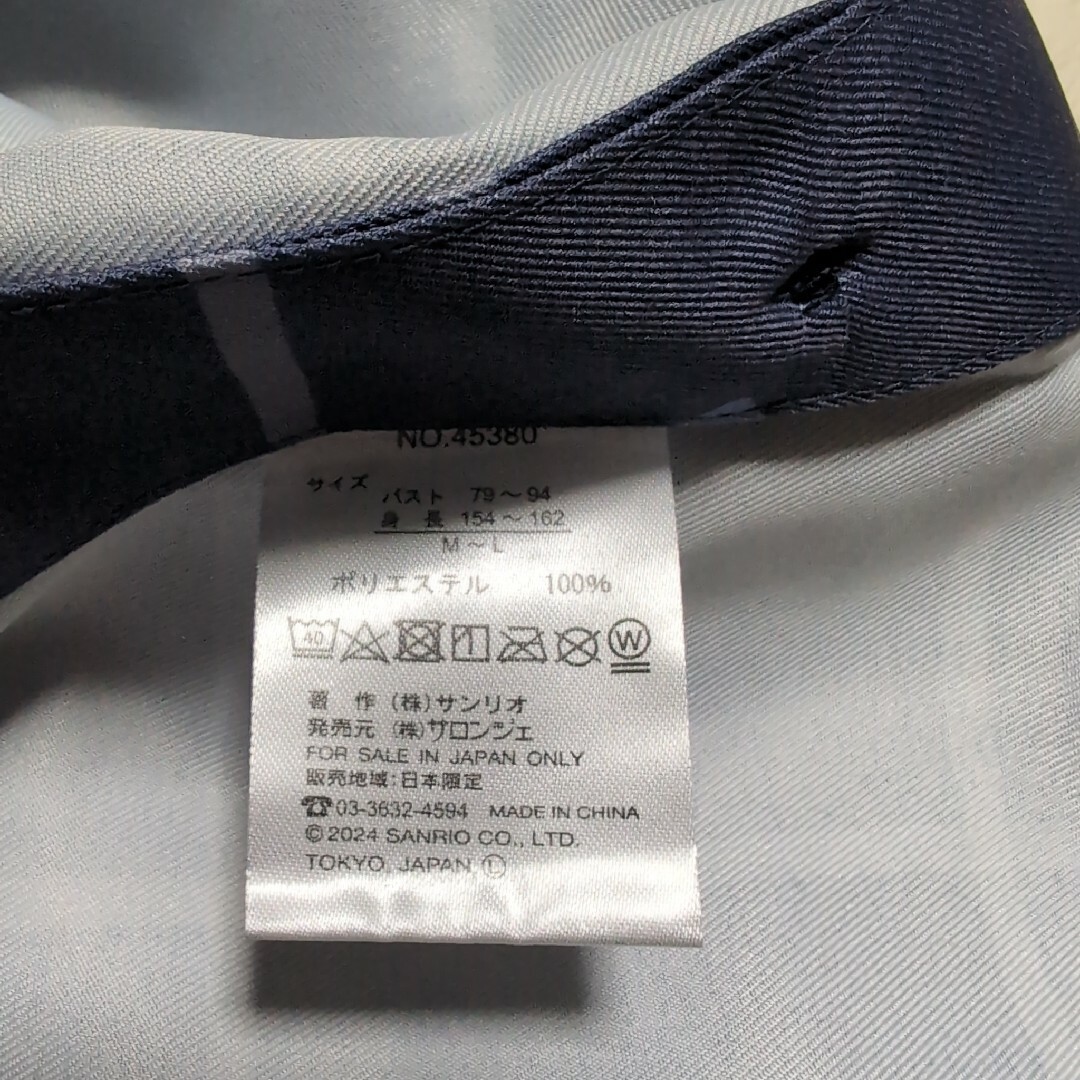 NO.45380
サイズ バスト 79～94
身 長 154～162
M～L
ポリエステル 100%
40 W
著 作 (株)サンリオ
発売元 (株)サロンジェ
FOR SALE IN JAPAN ONLY
販売地域:日本限定
☎03-3632-4594 MADE IN CHINA
©2024 SANRIO CO., LTD.
TOKYO, JAPAN Ⓛ